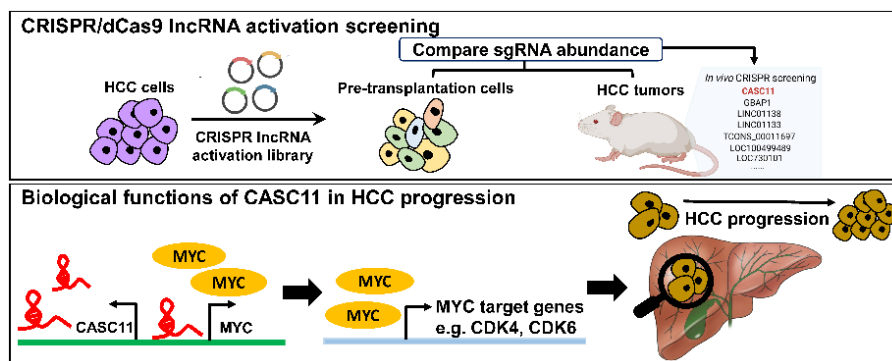 CRISPR/dCas9 lncRNA activation screening
Compare sgRNA abundance
HCC cells
CRISPR lncRNA
activation library
Pre-transplantation cells
HCC tumors
In vivo CRISPR screening
CASC11
GBAP1
LINC01138
LINC01133
TCONS_00011697
LOC100499489
LOC730101
......
Biological functions of CASC11 in HCC progression
HCC progression
MYC
MYC
CASC11
MYC
MYC
MYC
MYC target genes
e.g. CDK4, CDK6